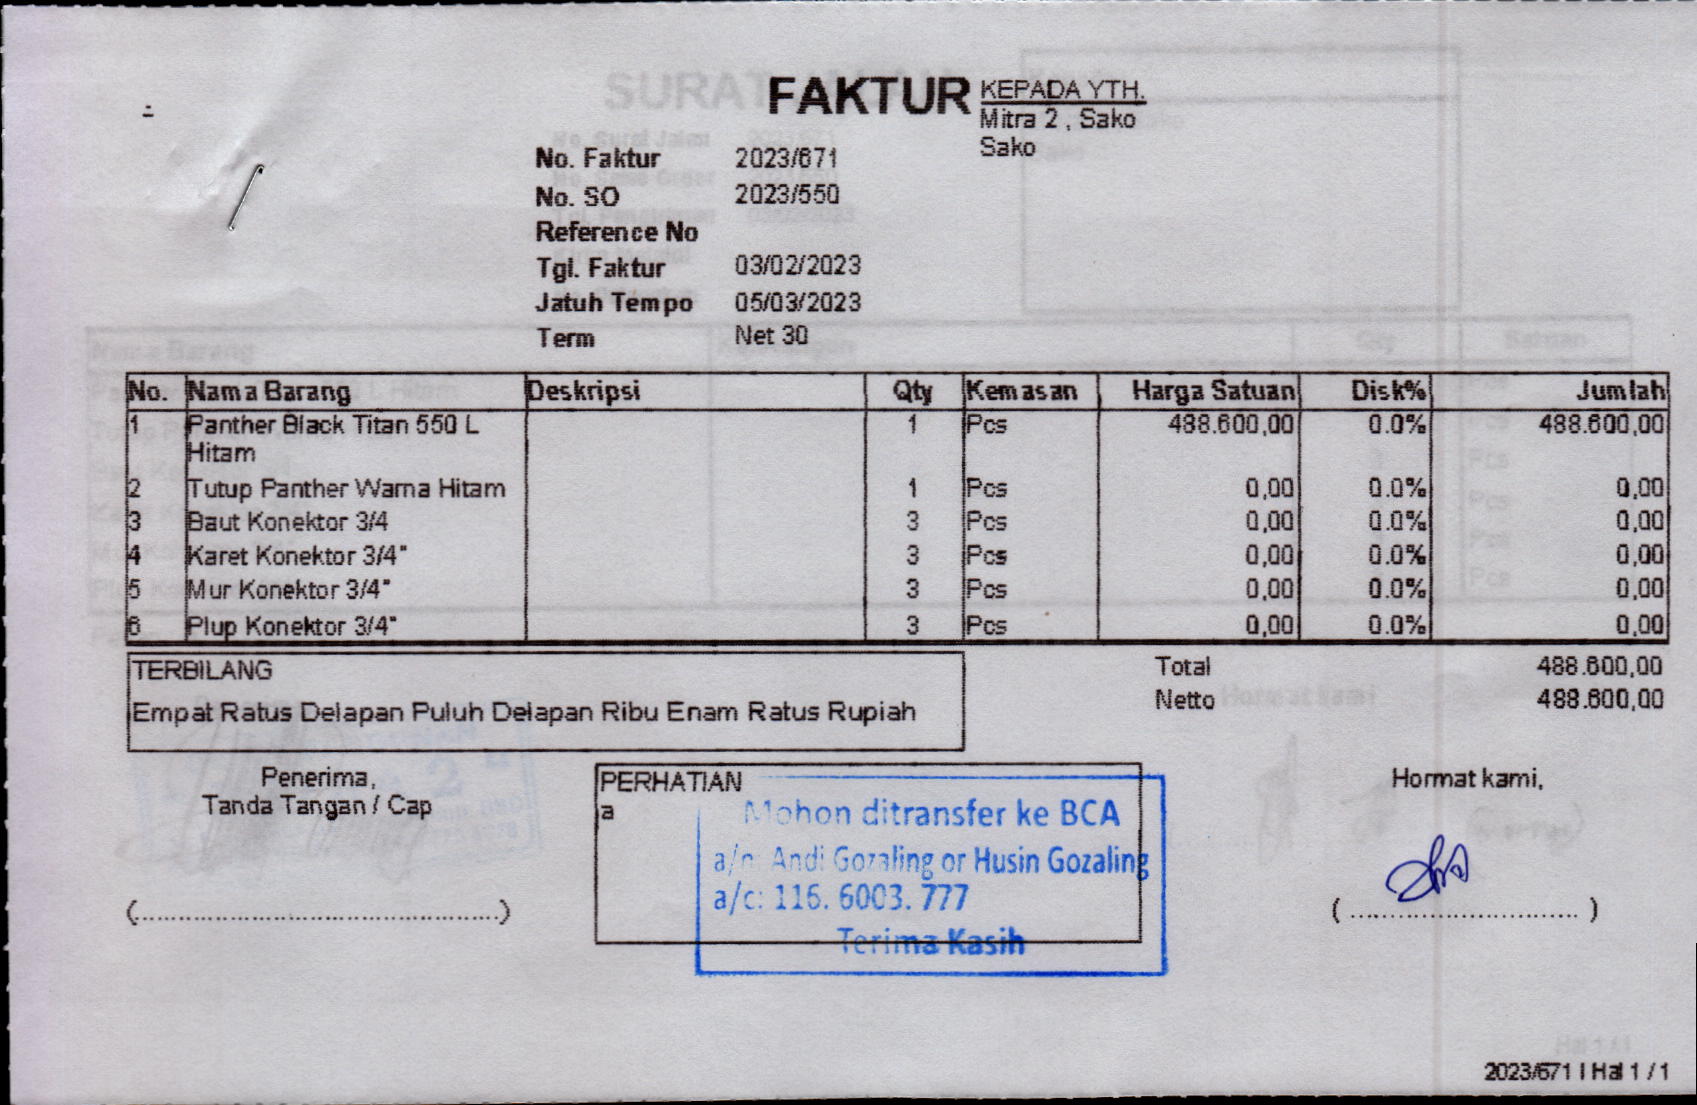 FAKTUR
KEPADA YTH.
Mitra 2 , Sako
Sako
No. Faktur 2023/671
No. SO 2023/550
Reference No
Tgl. Faktur 03/02/2023
Jatuh Tempo 05/03/2023
Term Net 30
No. Nama Barang Deskripsi Qty Kemasan Harga Satuan Disk% Jumlah
1 Panther Black Titan 550 L 1 Pcs 488.600,00 0.0% 488.600,00
Hitam
2 Tutup Panther Warna Hitam 1 Pcs 0,00 0.0% 0,00
3 Baut Konektor 3/4 3 Pcs 0,00 0.0% 0,00
4 Karet Konektor 3/4" 3 Pcs 0,00 0.0% 0,00
5 Mur Konektor 3/4" 3 Pcs 0,00 0.0% 0,00
6 Plup Konektor 3/4" 3 Pcs 0,00 0.0% 0,00
TERBILANG
Empat Ratus Delapan Puluh Delapan Ribu Enam Ratus Rupiah
Total 488.600,00
Netto 488.600,00
Penerima,
Tanda Tangan / Cap
(..........................................................)
PERHATIAN
a
Mohon ditransfer ke BCA
a/n: Andi Gozaling or Husin Gozaling
a/c: 116. 6003. 777
Terima Kasih
Hormat kami,
( .................................... )
2023/671 I Hal 1 / 1